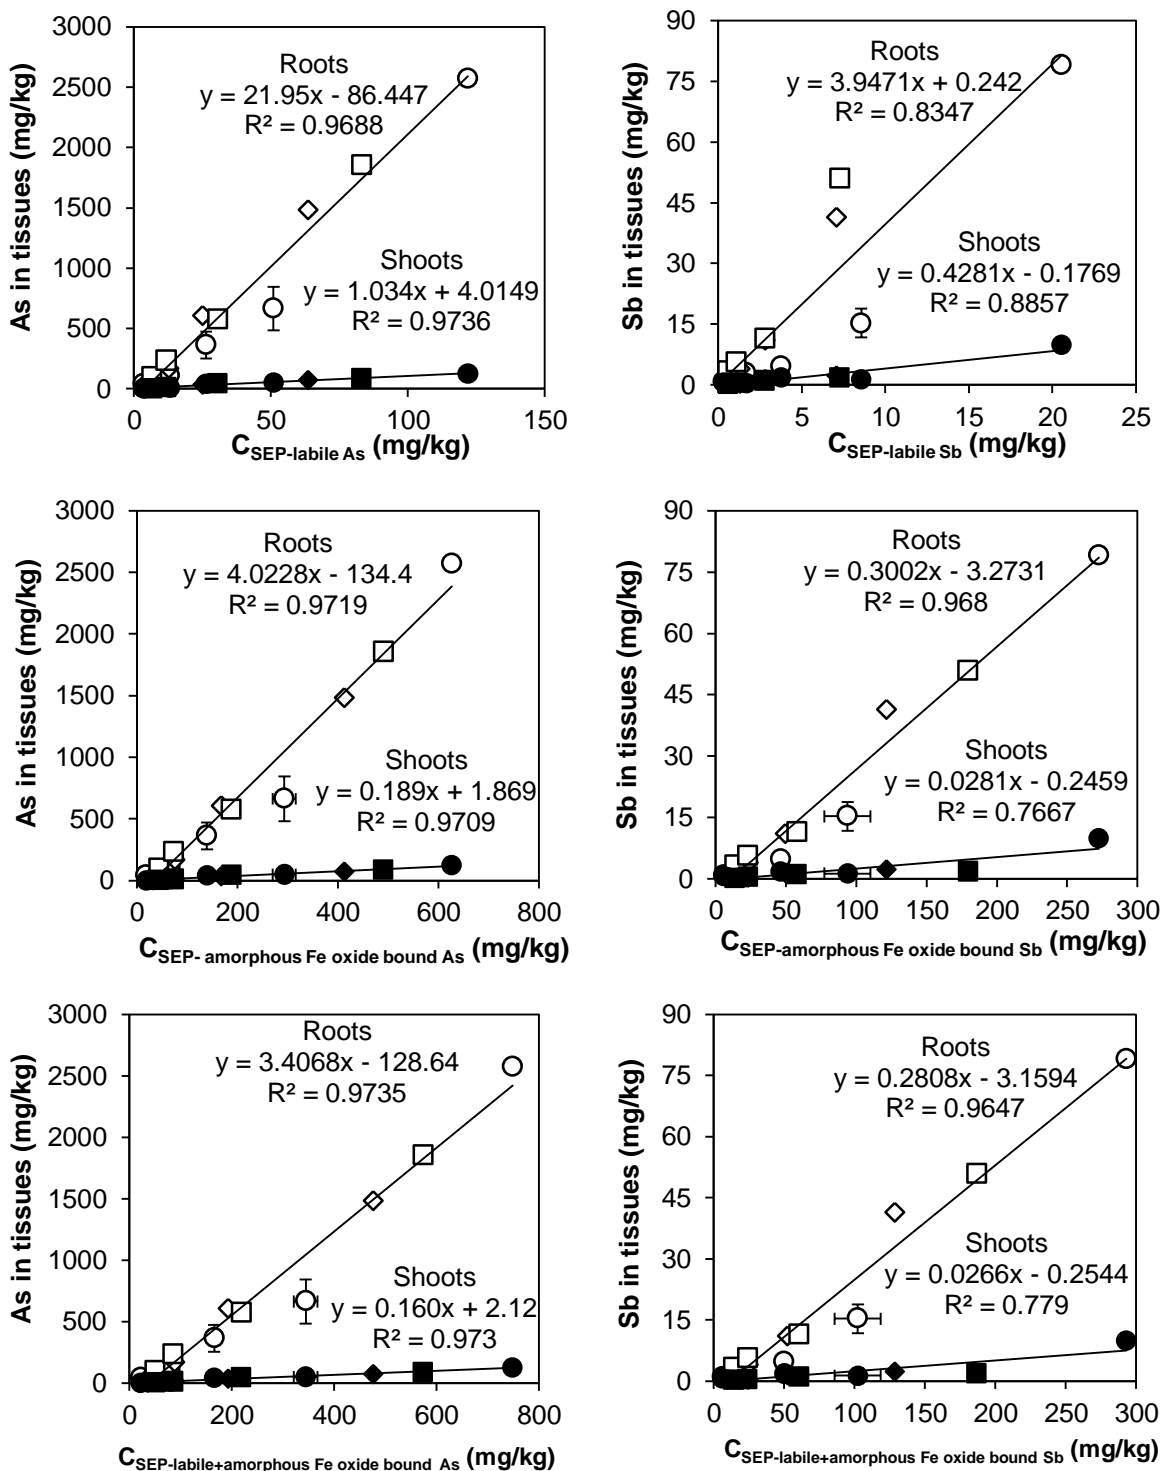 3000
2500
2000
1500
1000
500
0
As in tissues (mg/kg)
Roots
y = 21.95x - 86.447
R² = 0.9688
Shoots
y = 1.034x + 4.0149
R² = 0.9736
0 50 100 150
CSEP-labile As (mg/kg)
90
75
60
45
30
15
0
Sb in tissues (mg/kg)
Roots
y = 3.9471x + 0.242
R² = 0.8347
Shoots
y = 0.4281x - 0.1769
R² = 0.8857
0 5 10 15 20 25
CSEP-labile Sb (mg/kg)
3000
2500
2000
1500
1000
500
0
As in tissues (mg/kg)
Roots
y = 4.0228x - 134.4
R² = 0.9719
Shoots
y = 0.189x + 1.869
R² = 0.9709
0 200 400 600 800
CSEP- amorphous Fe oxide bound As (mg/kg)
90
75
60
45
30
15
0
Sb in tissues (mg/kg)
Roots
y = 0.3002x - 3.2731
R² = 0.968
Shoots
y = 0.0281x - 0.2459
R² = 0.7667
0 50 100 150 200 250 300
CSEP-amorphous Fe oxide bound Sb (mg/kg)
3000
2500
2000
1500
1000
500
0
As in tissues (mg/kg)
Roots
y = 3.4068x - 128.64
R² = 0.9735
Shoots
y = 0.160x + 2.12
R² = 0.973
0 200 400 600 800
CSEP-labile+amorphous Fe oxide bound As (mg/kg)
90
75
60
45
30
15
0
Sb in tissues (mg/kg)
Roots
y = 0.2808x - 3.1594
R² = 0.9647
Shoots
y = 0.0266x - 0.2544
R² = 0.779
0 50 100 150 200 250 300
CSEP-labile+amorphous Fe oxide bound Sb (mg/kg)